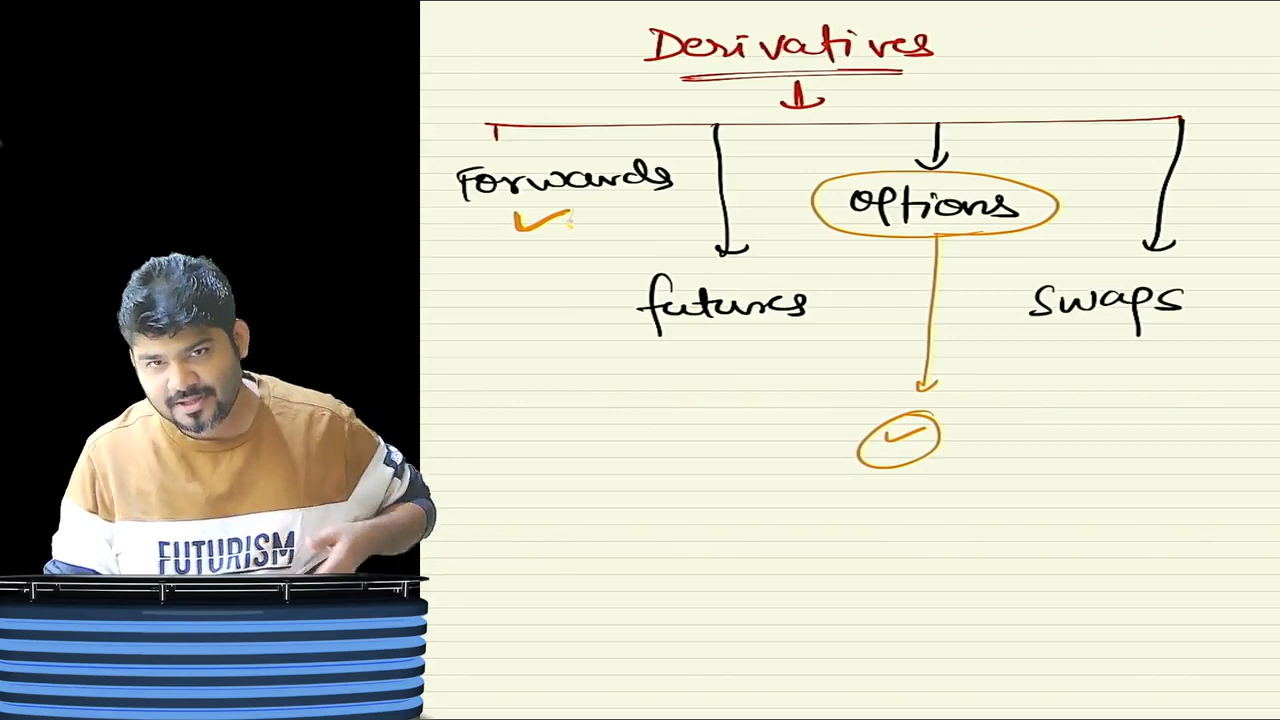 Derivatives
Forwards
options
futures
swaps
FUTURISM